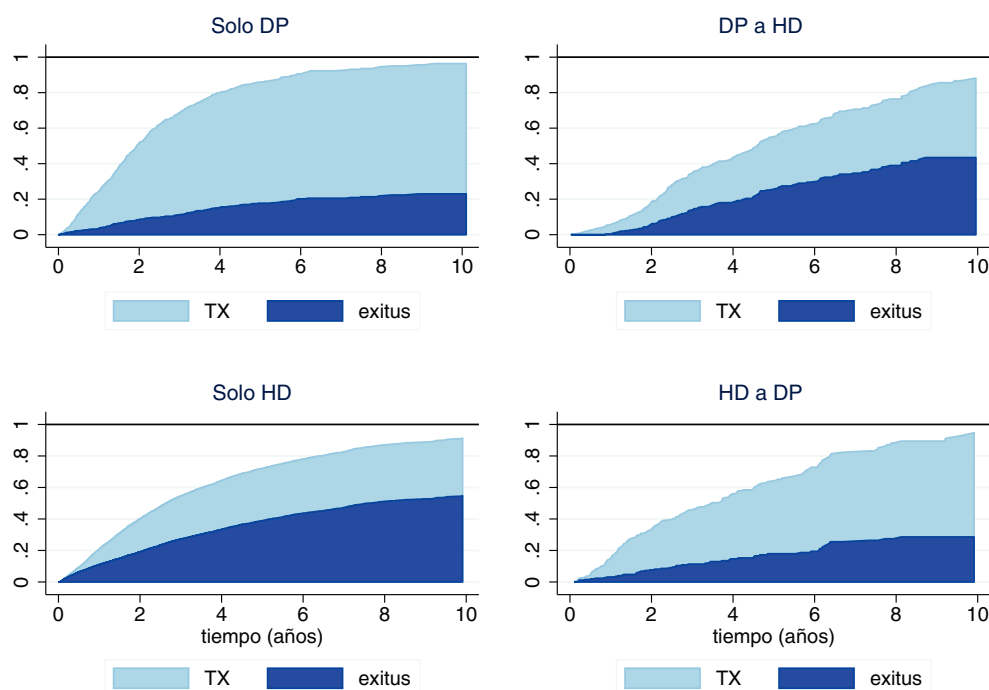 Solo DP
DP a HD
1
.8
.6
.4
.2
0
0 2 4 6 8 10
TX exitus
1
.8
.6
.4
.2
0
0 2 4 6 8 10
TX exitus
Solo HD
HD a DP
1
.8
.6
.4
.2
0
0 2 4 6 8 10
tiempo (años)
TX exitus
1
.8
.6
.4
.2
0
0 2 4 6 8 10
tiempo (años)
TX exitus